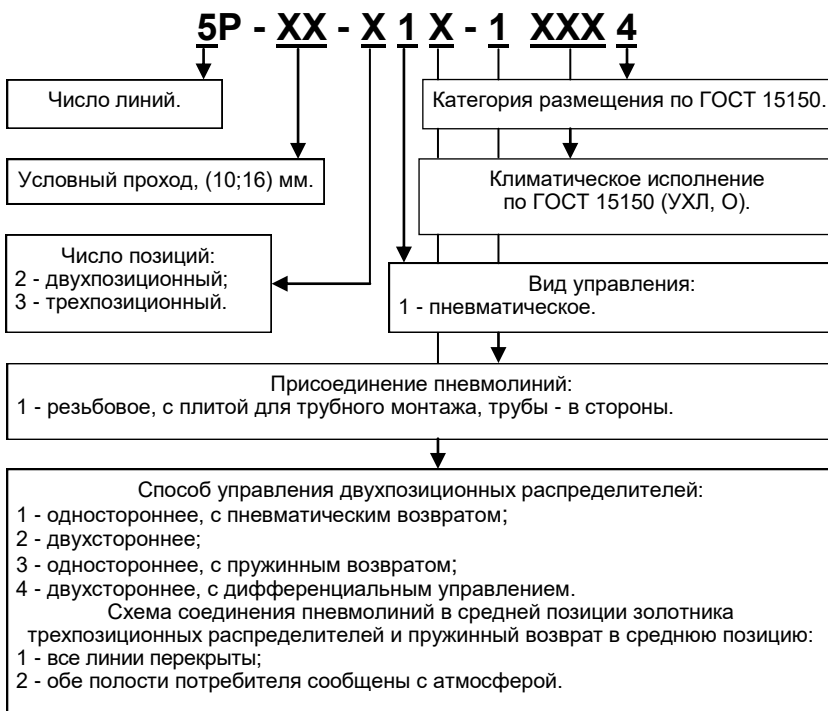 5Р - ХХ - Х 1 Х - 1 ХХХ 4
Число линий.
Категория размещения по ГОСТ 15150.
Условный проход, (10;16) мм.
Климатическое исполнение
по ГОСТ 15150 (УХЛ, О).
Число позиций:
2 - двухпозиционный;
3 - трехпозиционный.
Вид управления:
1 - пневматическое.
Присоединение пневмолиний:
1 - резьбовое, с плитой для трубного монтажа, трубы - в стороны.
Способ управления двухпозиционных распределителей:
1 - одностороннее, с пневматическим возвратом;
2 - двухстороннее;
3 - одностороннее, с пружинным возвратом;
4 - двухстороннее, с дифференциальным управлением.
Схема соединения пневмолиний в средней позиции золотника
трехпозиционных распределителей и пружинный возврат в среднюю позицию:
1 - все линии перекрыты;
2 - обе полости потребителя сообщены с атмосферой.